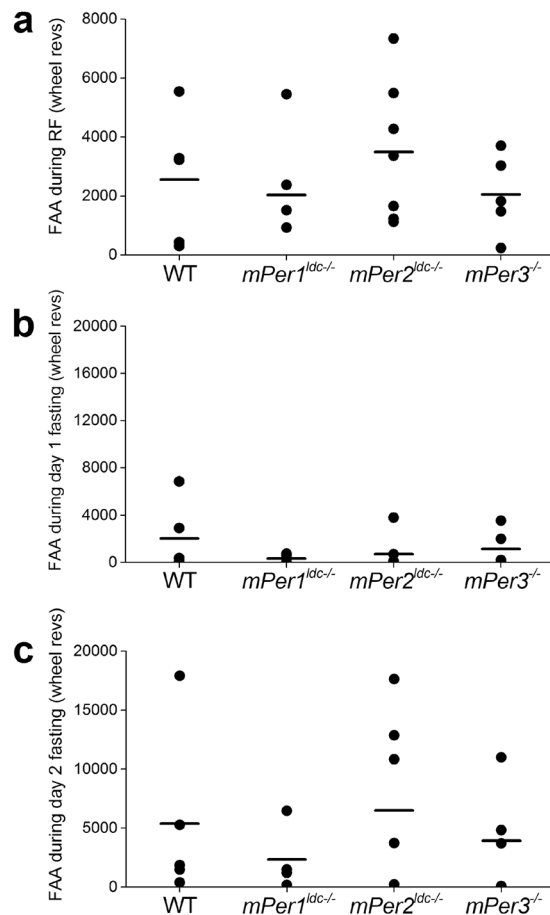 a
FAA during RF (wheel revs)
8000
6000
4000
2000
0
WT mPer1ldc-/- mPer2ldc-/- mPer3-/-
b
FAA during day 1 fasting (wheel revs)
20000
16000
12000
8000
4000
0
WT mPer1ldc-/- mPer2ldc-/- mPer3-/-
c
FAA during day 2 fasting (wheel revs)
20000
15000
10000
5000
0
WT mPer1ldc-/- mPer2ldc-/- mPer3-/-